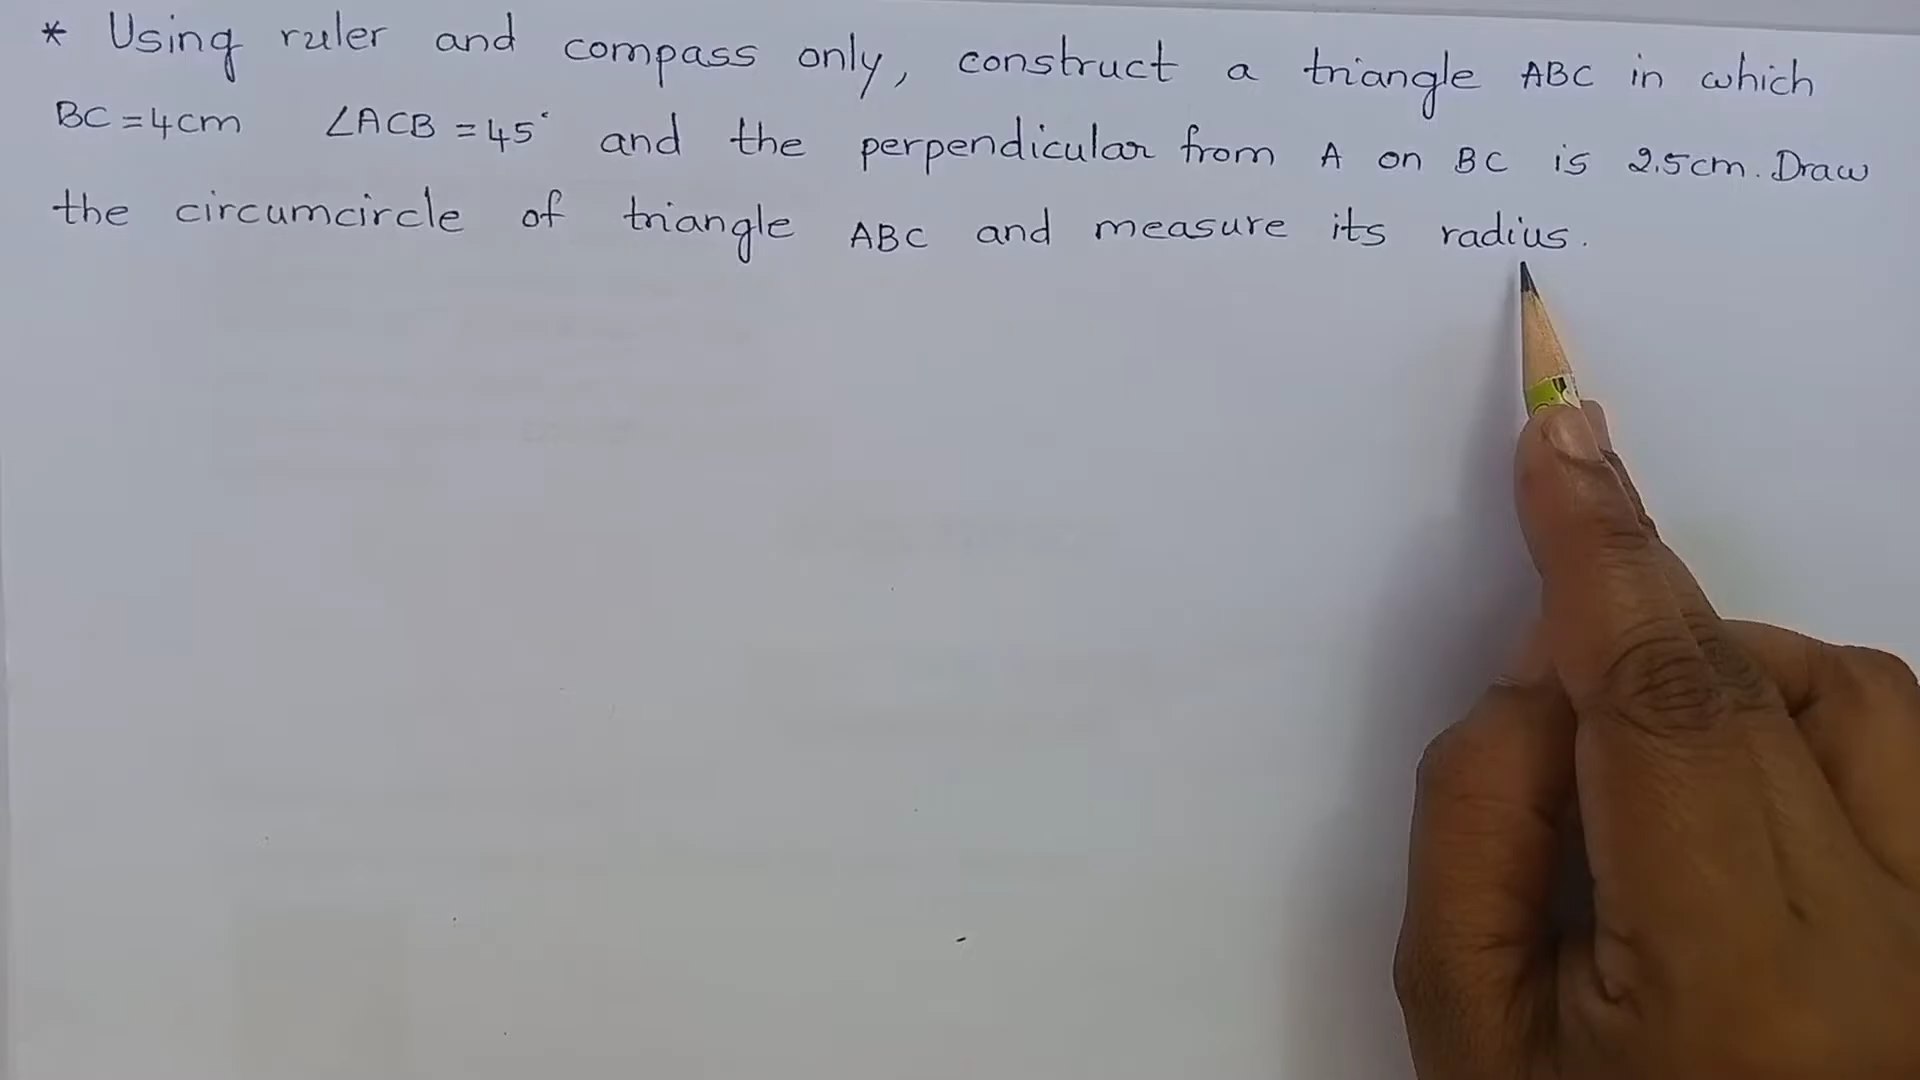 * Using ruler and compass only, construct a triangle ABC in which
BC = 4cm ∠ACB = 45° and the perpendicular from A on BC is 2.5cm. Draw
the circumcircle of triangle ABC and measure its radius.